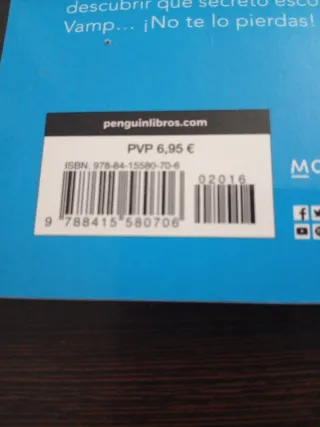 descubrir qué secreto esco
Vamp... ¡No te lo pierdas!
penguinlibros.com
PVP 6,95 €
ISBN: 978-84-15580-70-6
02016
9 788415 580706